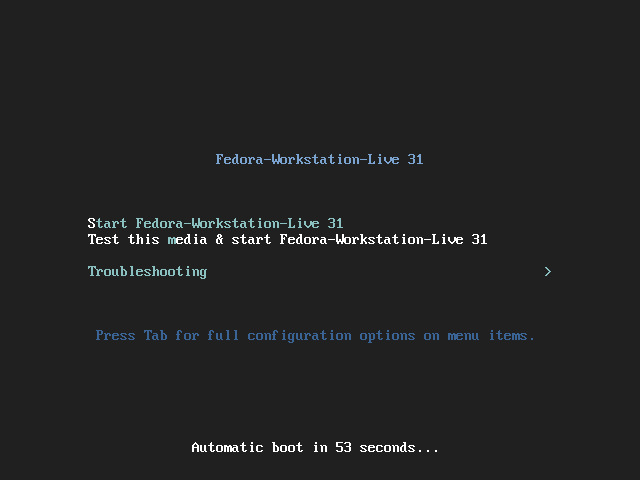 Fedora-Workstation-Live 31
Start Fedora-Workstation-Live 31
Test this media & start Fedora-Workstation-Live 31
Troubleshooting >
Press Tab for full configuration options on menu items.
Automatic boot in 53 seconds...